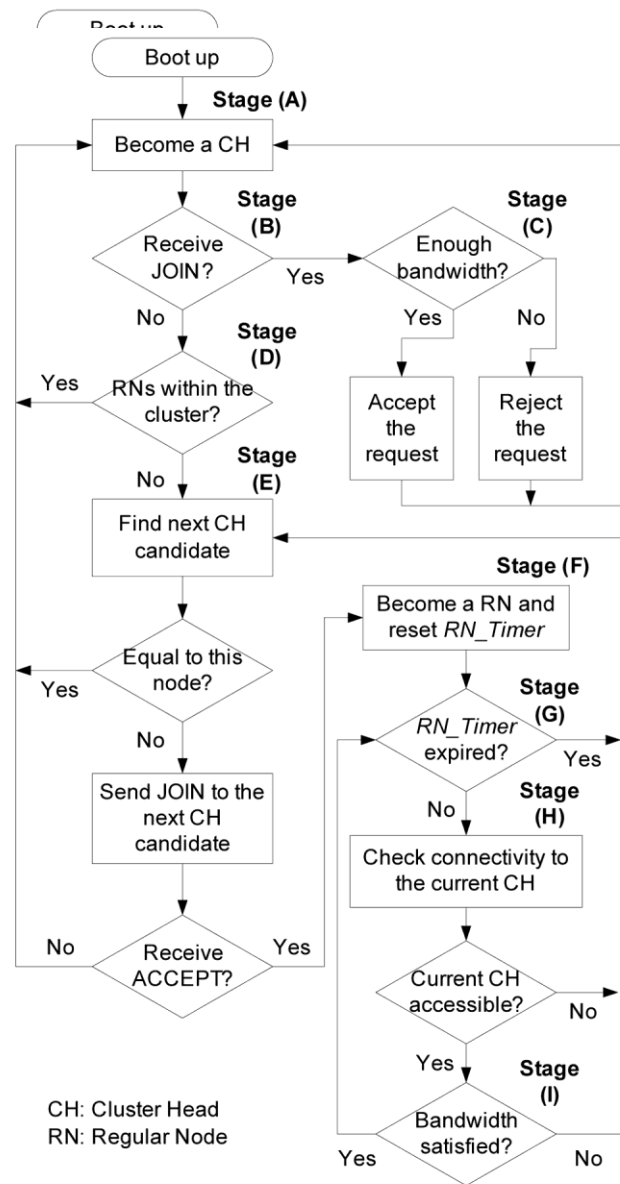 Boot up
Boot up
Stage (A)
Become a CH
Stage
(B)
Receive
JOIN?
Yes
No
Stage
(C)
Enough
bandwidth?
Yes
No
Accept
the
request
Reject
the
request
Stage
(D)
RNs within the
cluster?
Yes
No
Stage
(E)
Find next CH
candidate
Equal to this
node?
Yes
No
Send JOIN to the
next CH
candidate
Receive
ACCEPT?
No
Yes
Stage (F)
Become a RN and
reset RN_Timer
Stage
(G)
RN_Timer
expired?
Yes
No
Stage
(H)
Check connectivity to
the current CH
Current CH
accessible?
No
Yes
Stage
(I)
Bandwidth
satisfied?
Yes
No
CH: Cluster Head
RN: Regular Node